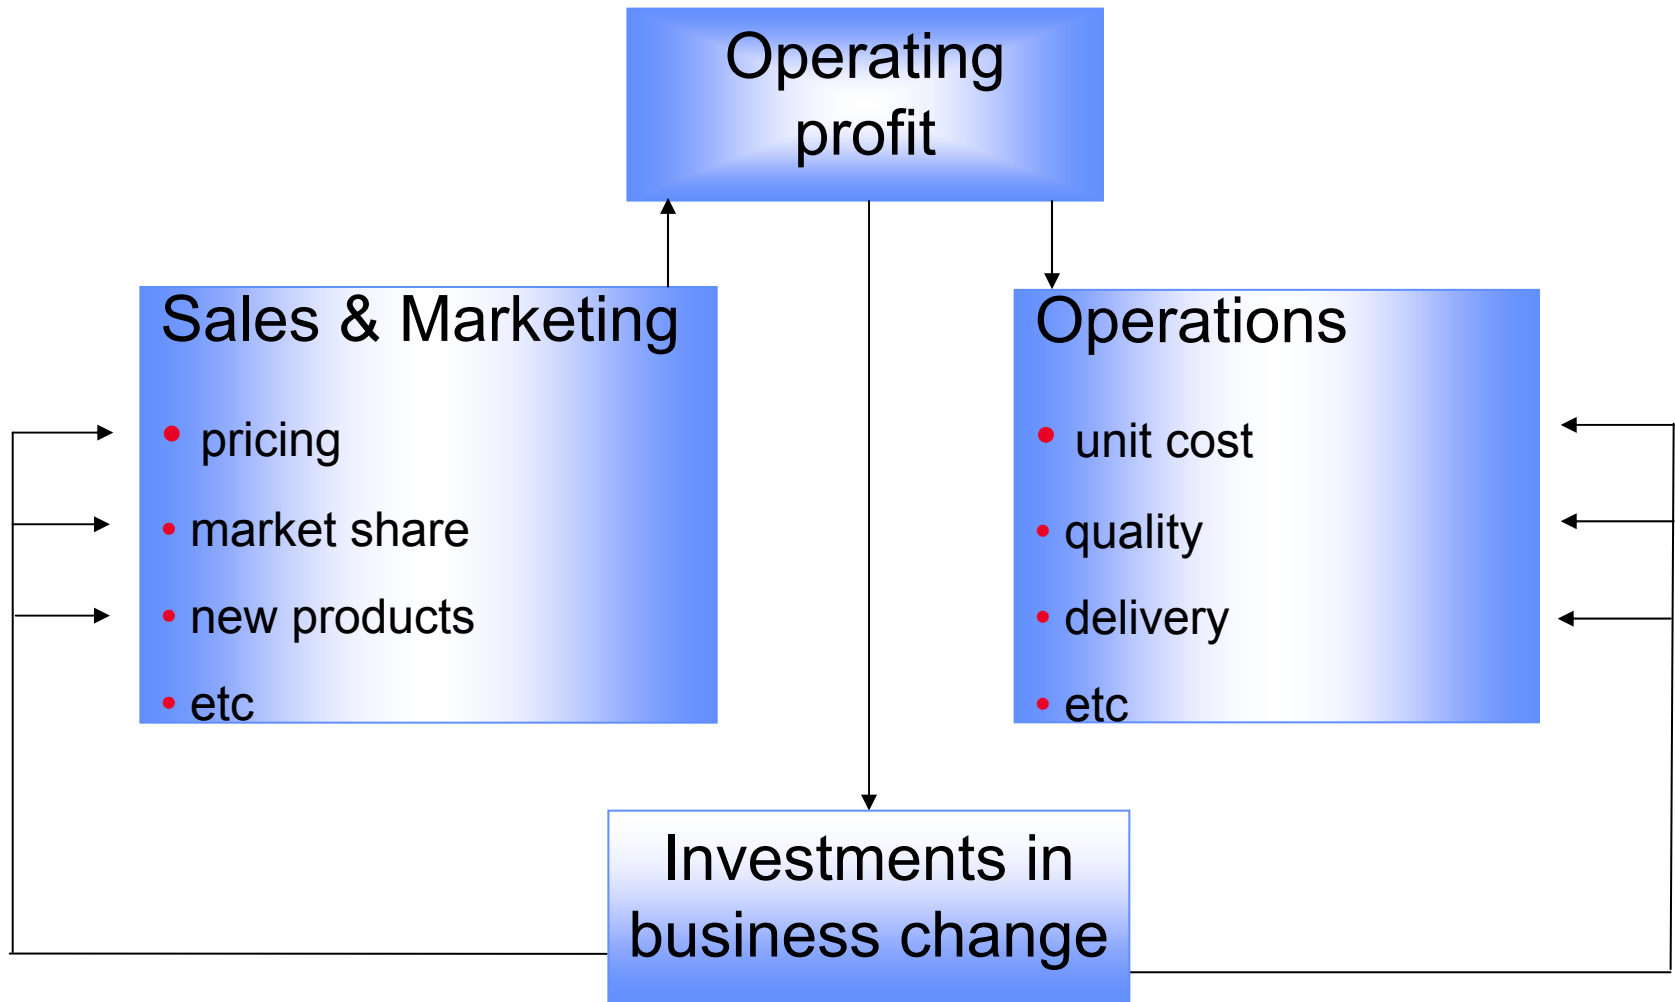 Operating
profit
Sales & Marketing
• pricing
• market share
• new products
• etc
Operations
• unit cost
• quality
• delivery
• etc
Investments in
business change